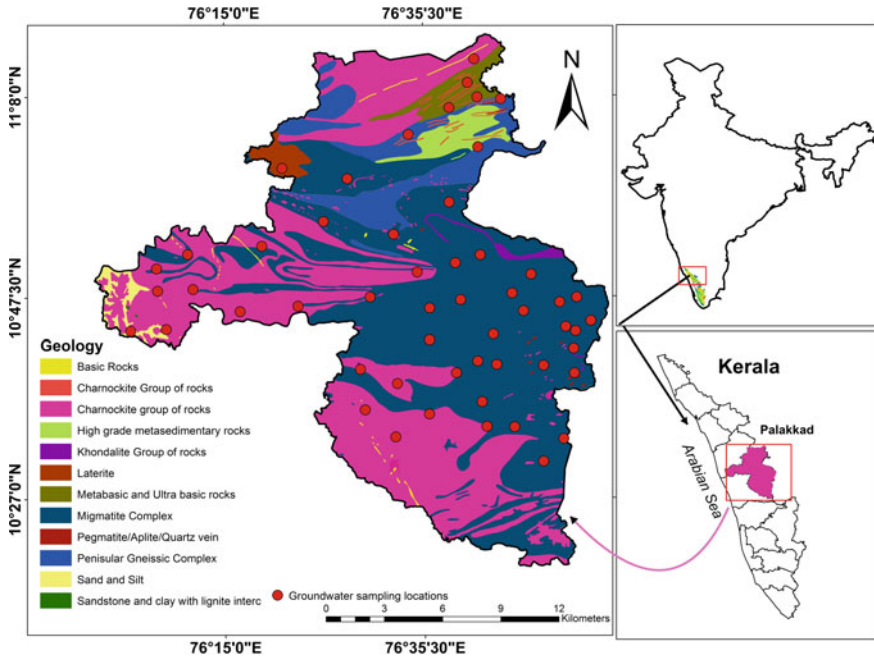 76°15'0"E 76°35'30"E
11°8'0"N
N
10°47'30"N
10°27'0"N
Geology
Basic Rocks
Charnockite Group of rocks
Charnockite group of rocks
High grade metasedimentary rocks
Khondalite Group of rocks
Laterite
Metabasic and Ultra basic rocks
Migmatite Complex
Pegmatite/Aplite/Quartz vein
Penisular Gneissic Complex
Sand and Silt
Sandstone and clay with lignite interc
Groundwater sampling locations
0 3 6 9 12
Kilometers
76°15'0"E 76°35'30"E
Kerala
Palakkad
Arabian Sea